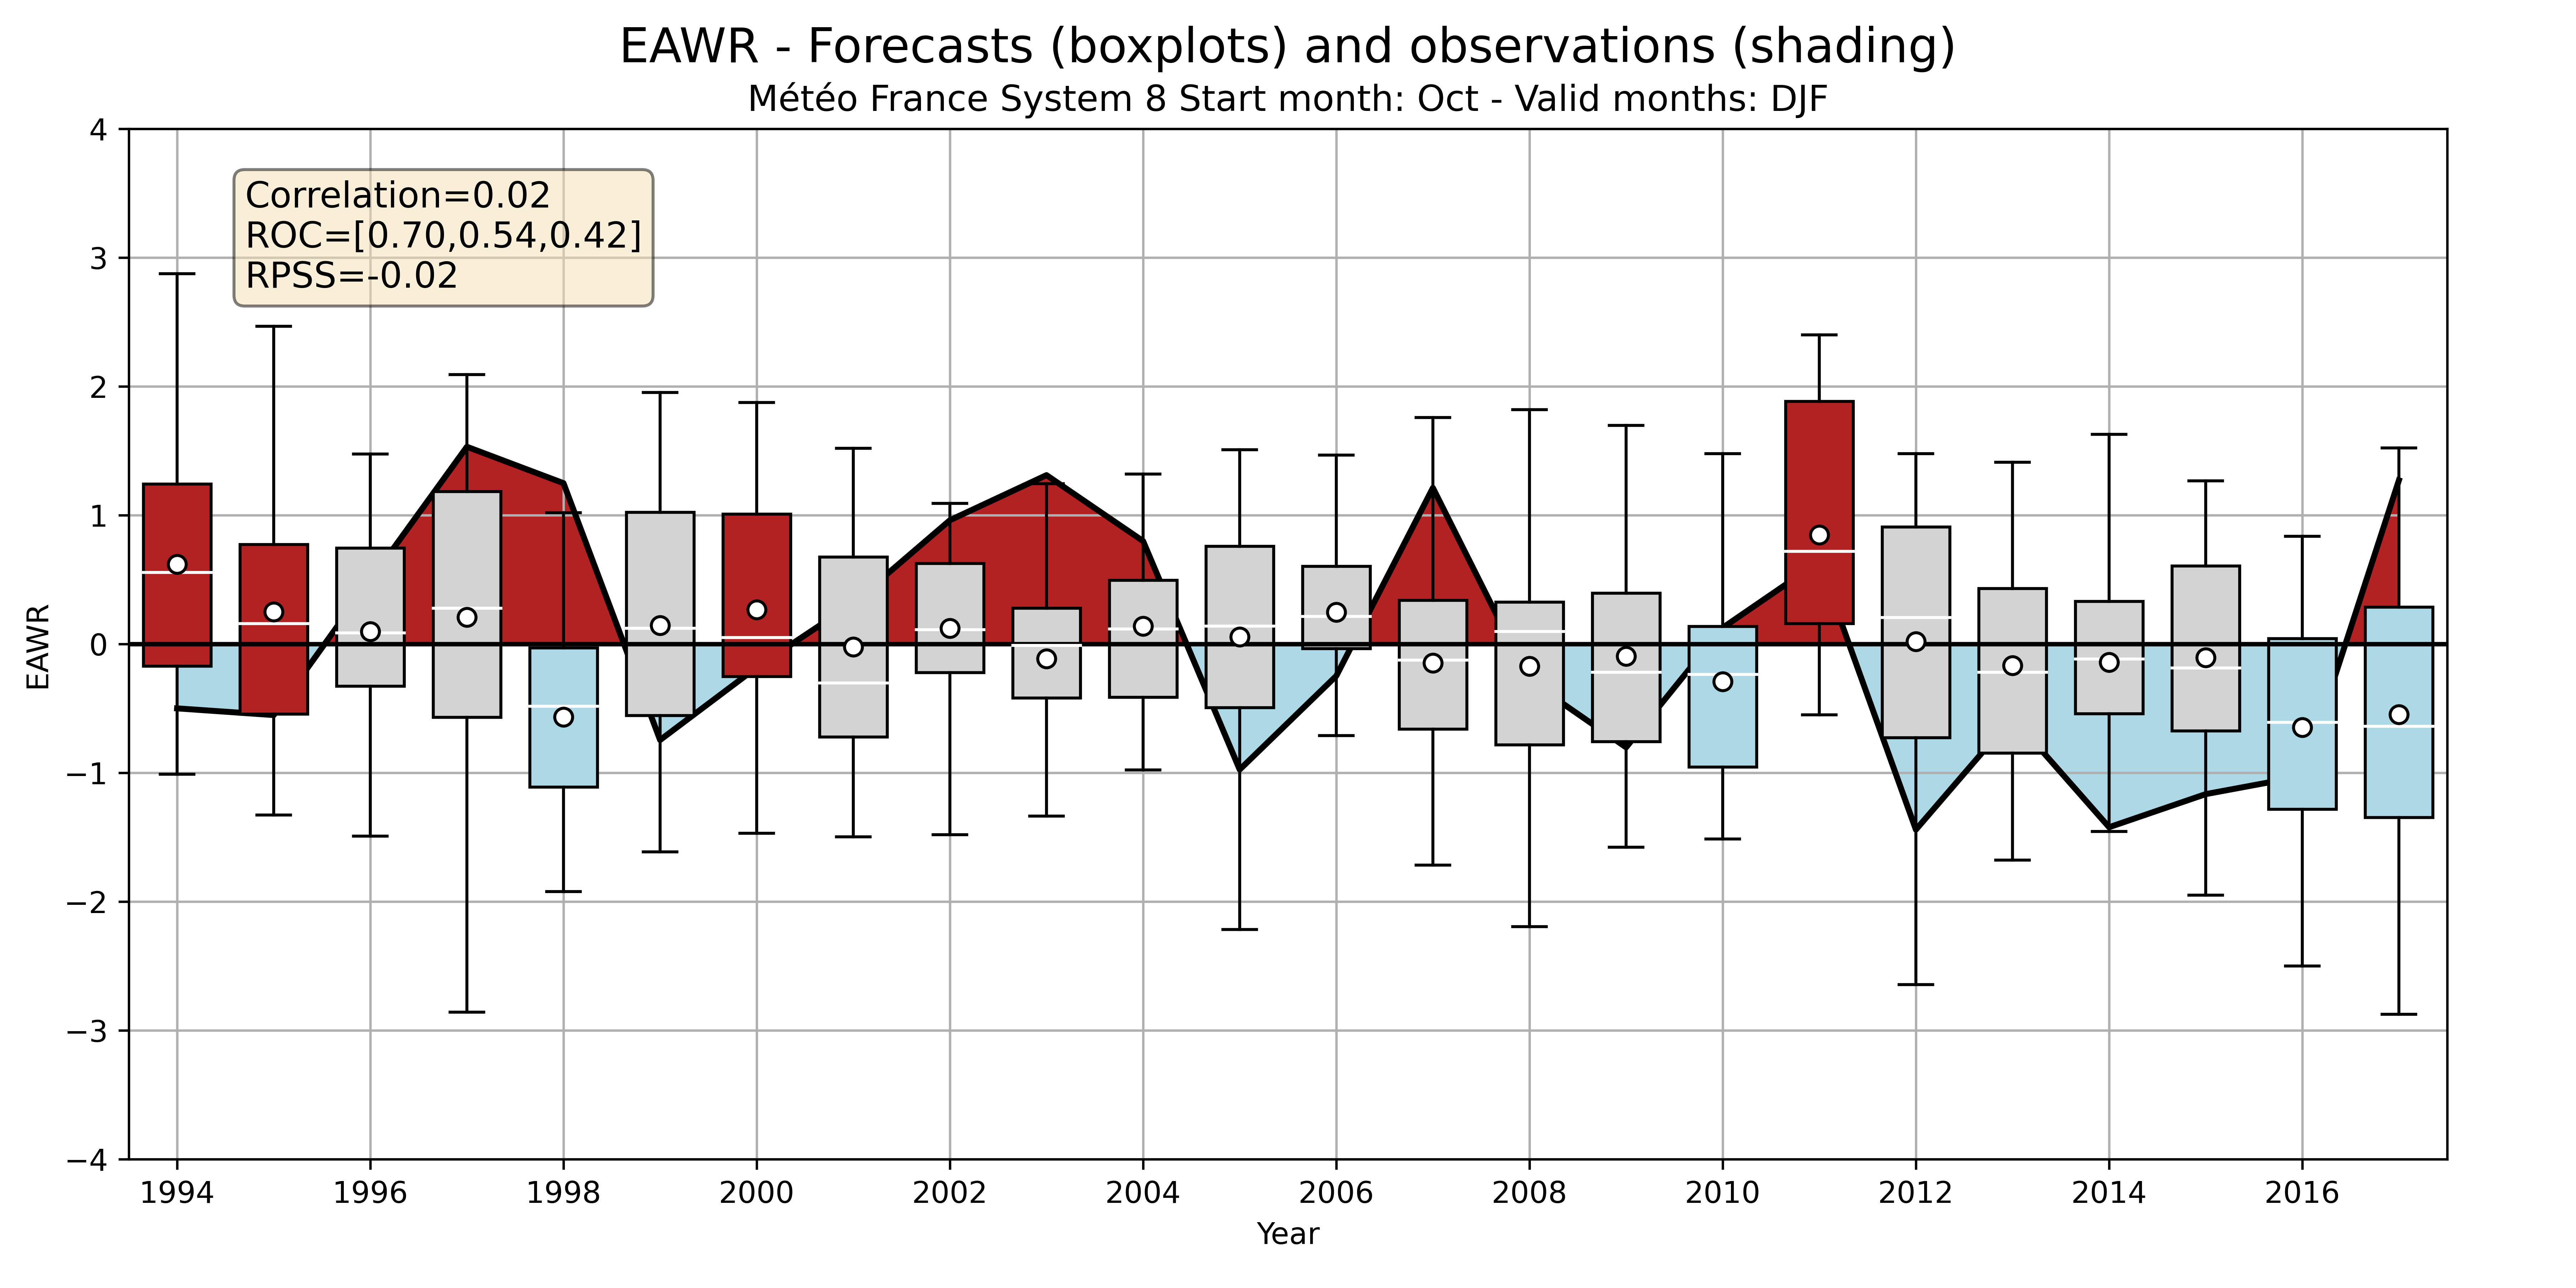 EAWR - Forecasts (boxplots) and observations (shading)
Météo France System 8 Start month: Oct - Valid months: DJF
Correlation=0.02
ROC=[0.70,0.54,0.42]
RPSS=-0.02
EAWR
4
3
2
1
0
−1
−2
−3
−4
1994 1996 1998 2000 2002 2004 2006 2008 2010 2012 2014 2016
Year